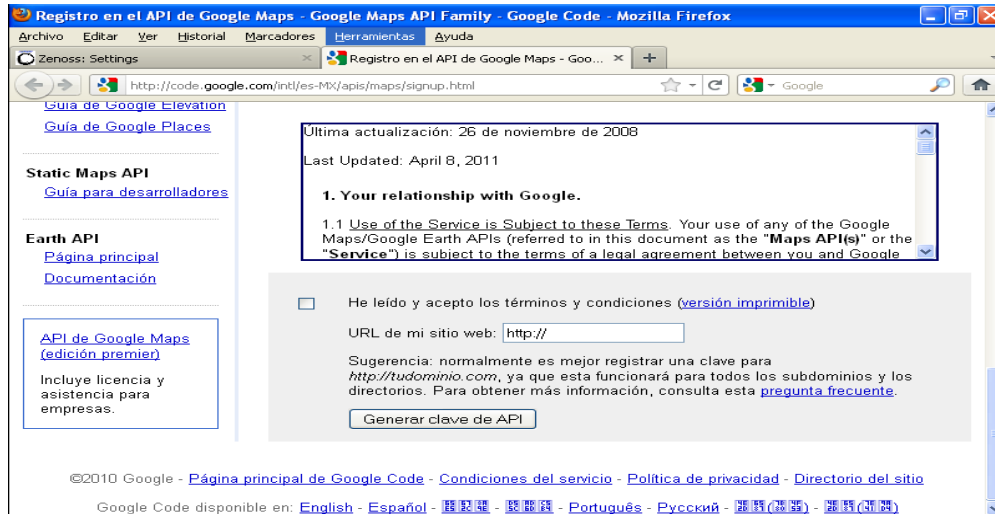 Registro en el API de Google Maps - Google Maps API Family - Google Code - Mozilla Firefox
Archivo Editar Ver Historial Marcadores Herramientas Ayuda
Zenoss: Settings
Registro en el API de Google Maps - Goo...
http://code.google.com/intl/es-MX/apis/maps/signup.html
Google
Guía de Google Elevation
Guía de Google Places
Static Maps API
Guía para desarrolladores
Earth API
Página principal
Documentación
API de Google Maps
(edición premier)
Incluye licencia y
asistencia para
empresas.
Última actualización: 26 de noviembre de 2008
Last Updated: April 8, 2011
1. Your relationship with Google.
1.1 Use of the Service is Subject to these Terms. Your use of any of the Google
Maps/Google Earth APIs (referred to in this document as the "Maps API(s)" or the
"Service") is subject to the terms of a legal agreement between you and Google
He leído y acepto los términos y condiciones (versión imprimible)
URL de mi sitio web: http://
Sugerencia: normalmente es mejor registrar una clave para
http://tudominio.com, ya que esta funcionará para todos los subdominios y los
directorios. Para obtener más información, consulta esta pregunta frecuente.
Generar clave de API
©2010 Google - Página principal de Google Code - Condiciones del servicio - Política de privacidad - Directorio del sitio
Google Code disponible en: English - Español - - - Português - Русский - -